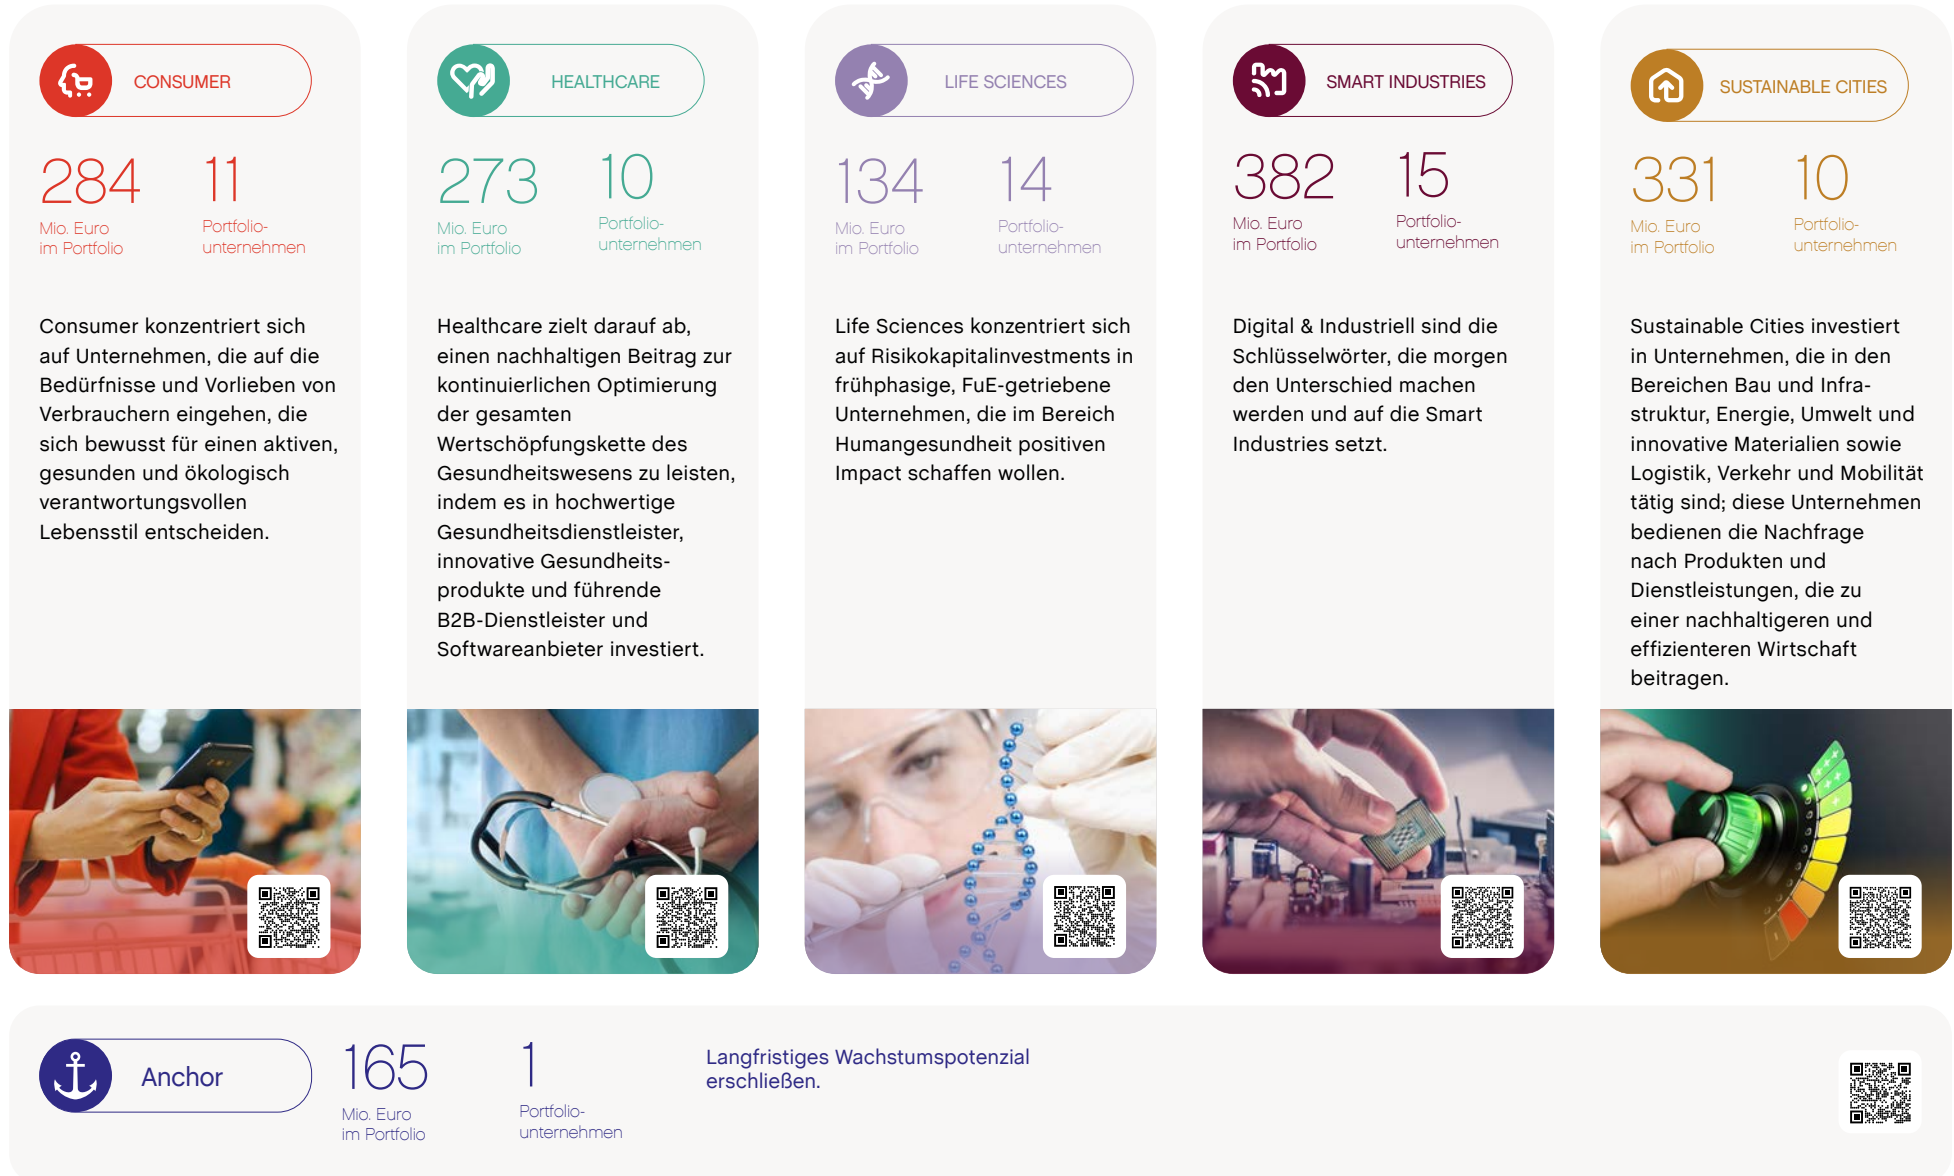 CONSUMER
284
Mio. Euro
im Portfolio
11
Portfolio-
unternehmen
Consumer konzentriert sich
auf Unternehmen, die auf die
Bedürfnisse und Vorlieben von
Verbrauchern eingehen, die
sich bewusst für einen aktiven,
gesunden und ökologisch
verantwortungsvollen
Lebensstil entscheiden.
HEALTHCARE
273
Mio. Euro
im Portfolio
10
Portfolio-
unternehmen
Healthcare zielt darauf ab,
einen nachhaltigen Beitrag zur
kontinuierlichen Optimierung
der gesamten
Wertschöpfungskette des
Gesundheitswesens zu leisten,
indem es in hochwertige
Gesundheitsdienstleister,
innovative Gesundheits-
produkte und führende
B2B-Dienstleister und
Softwareanbieter investiert.
LIFE SCIENCES
134
Mio. Euro
im Portfolio
14
Portfolio-
unternehmen
Life Sciences konzentriert sich
auf Risikokapitalinvestments in
frühphasige, FuE-getriebene
Unternehmen, die im Bereich
Humangesundheit positiven
Impact schaffen wollen.
SMART INDUSTRIES
382
Mio. Euro
im Portfolio
15
Portfolio-
unternehmen
Digital & Industriell sind die
Schlüsselwörter, die morgen
den Unterschied machen
werden und auf die Smart
Industries setzt.
SUSTAINABLE CITIES
331
Mio. Euro
im Portfolio
10
Portfolio-
unternehmen
Sustainable Cities investiert
in Unternehmen, die in den
Bereichen Bau und Infra-
struktur, Energie, Umwelt und
innovative Materialien sowie
Logistik, Verkehr und Mobilität
tätig sind; diese Unternehmen
bedienen die Nachfrage
nach Produkten und
Dienstleistungen, die zu
einer nachhaltigeren und
effizienteren Wirtschaft
beitragen.
Anchor
165
Mio. Euro
im Portfolio
1
Portfolio-
unternehmen
Langfristiges Wachstumspotenzial
erschließen.